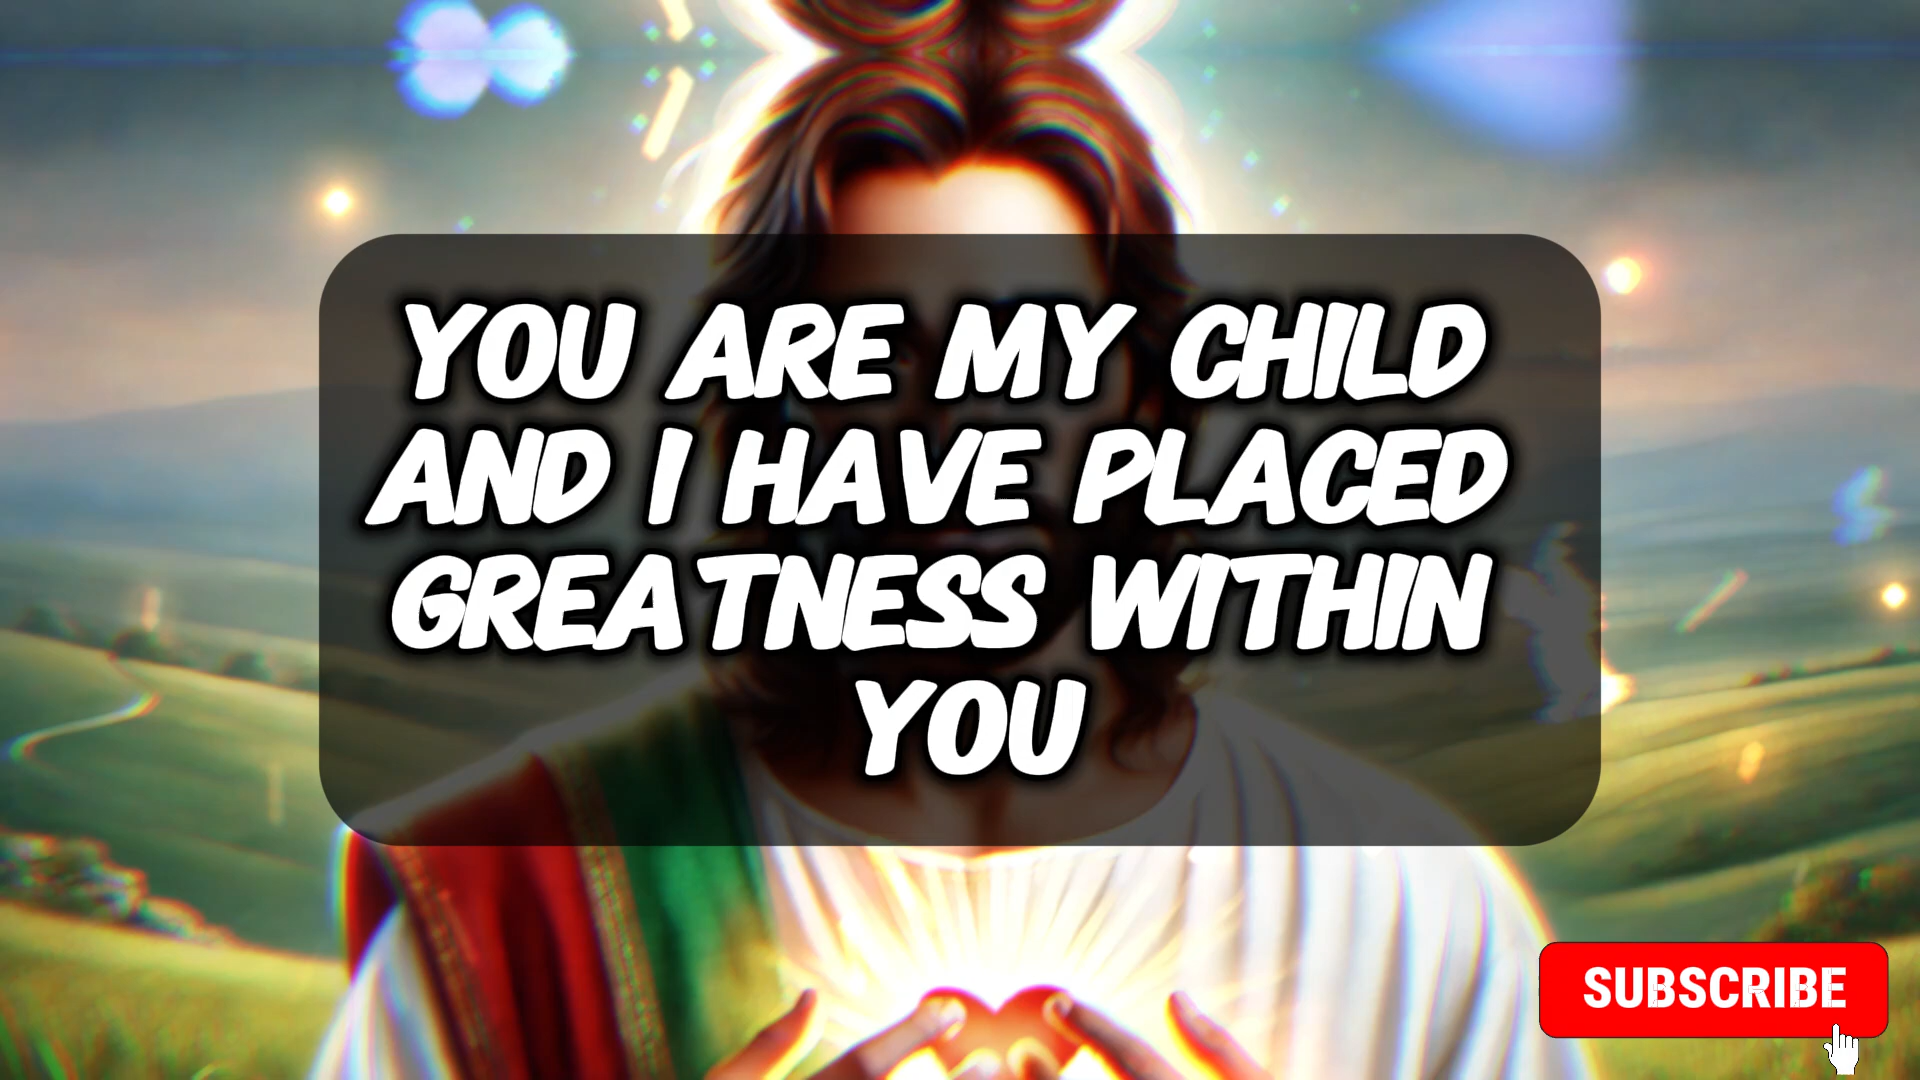 YOU ARE MY CHILD
AND I HAVE PLACED
GREATNESS WITHIN
YOU
SUBSCRIBE